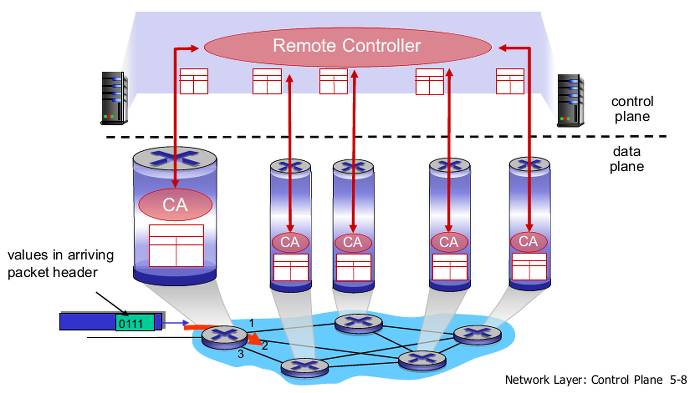 Remote Controller
control
plane
data
plane
CA
CA
CA
CA
CA
values in arriving
packet header
0111
1
2
3
Network Layer: Control Plane 5-8